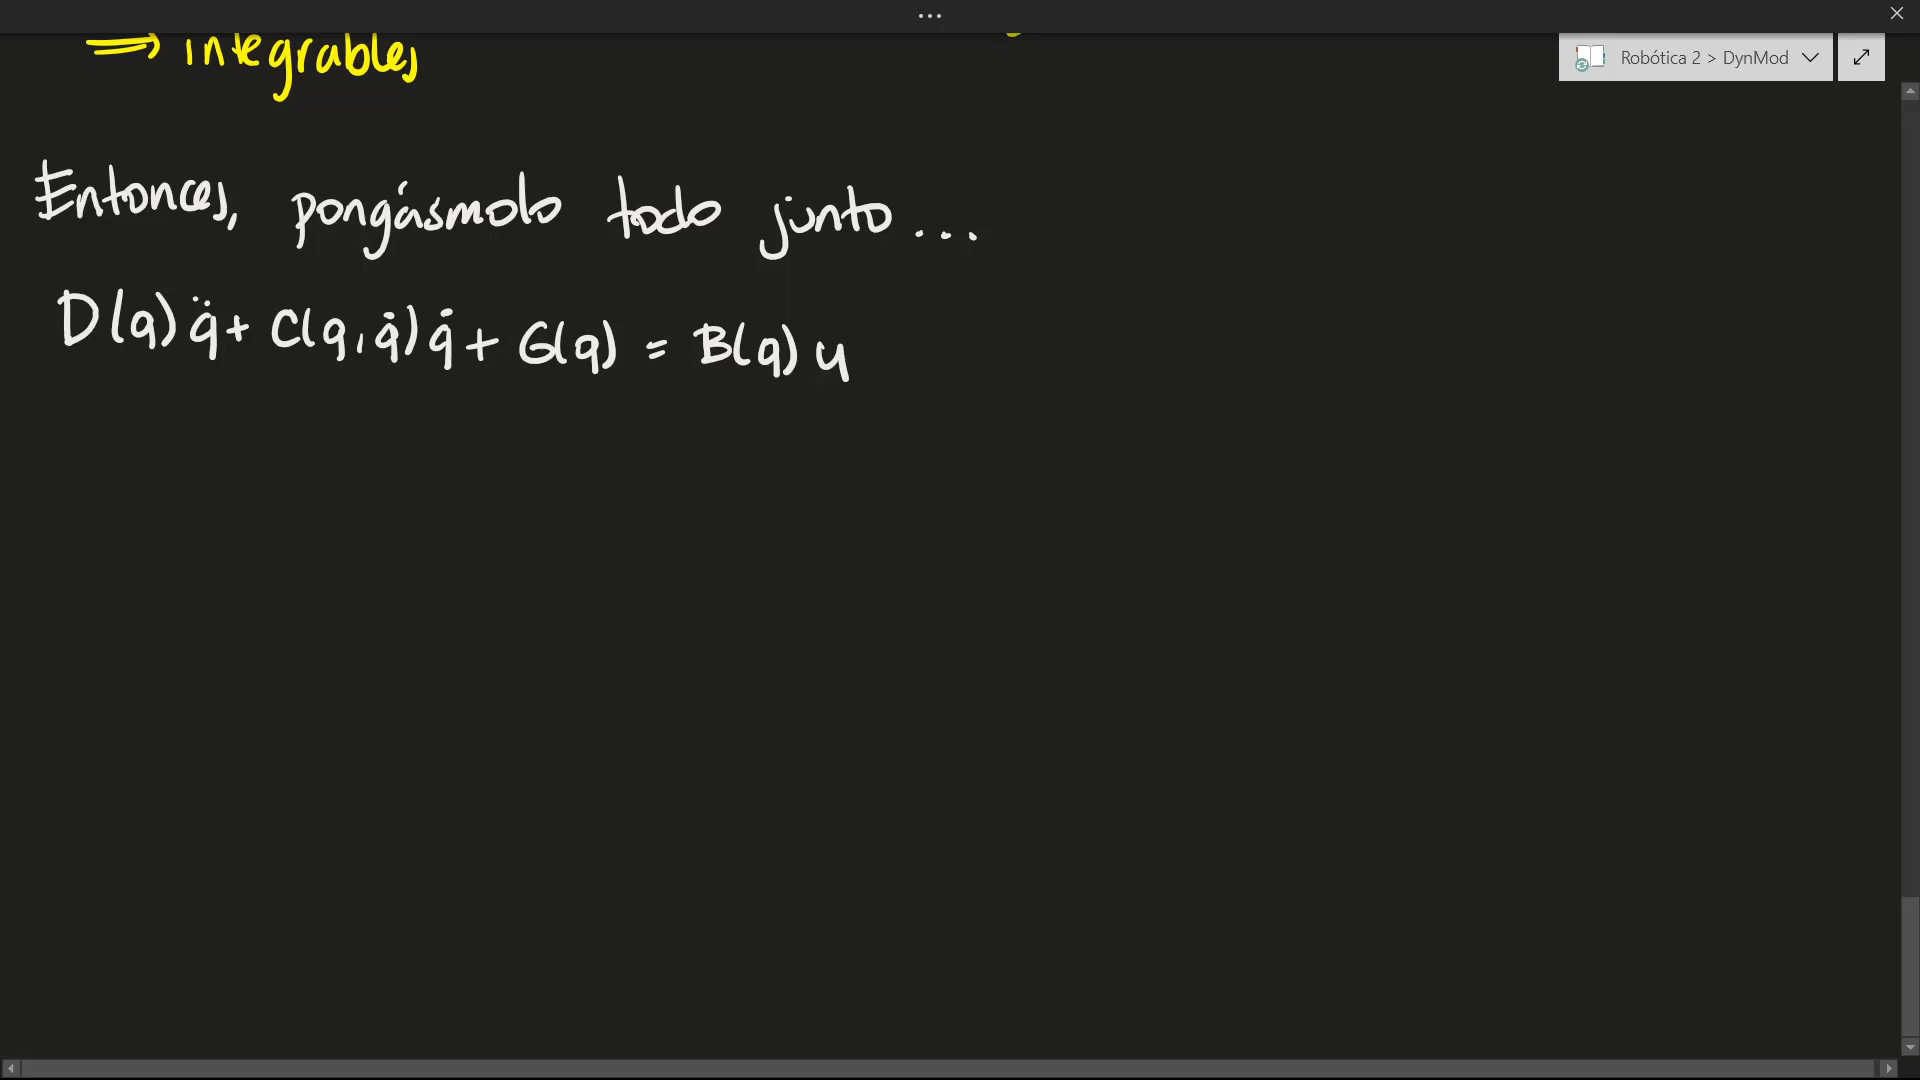 ...
⇒ integrables
Robótica 2 > DynMod
Entonces, pongásmolo todo junto...
D(q) q̈ + C(q, q̇) q̇ + G(q) = B(q) u